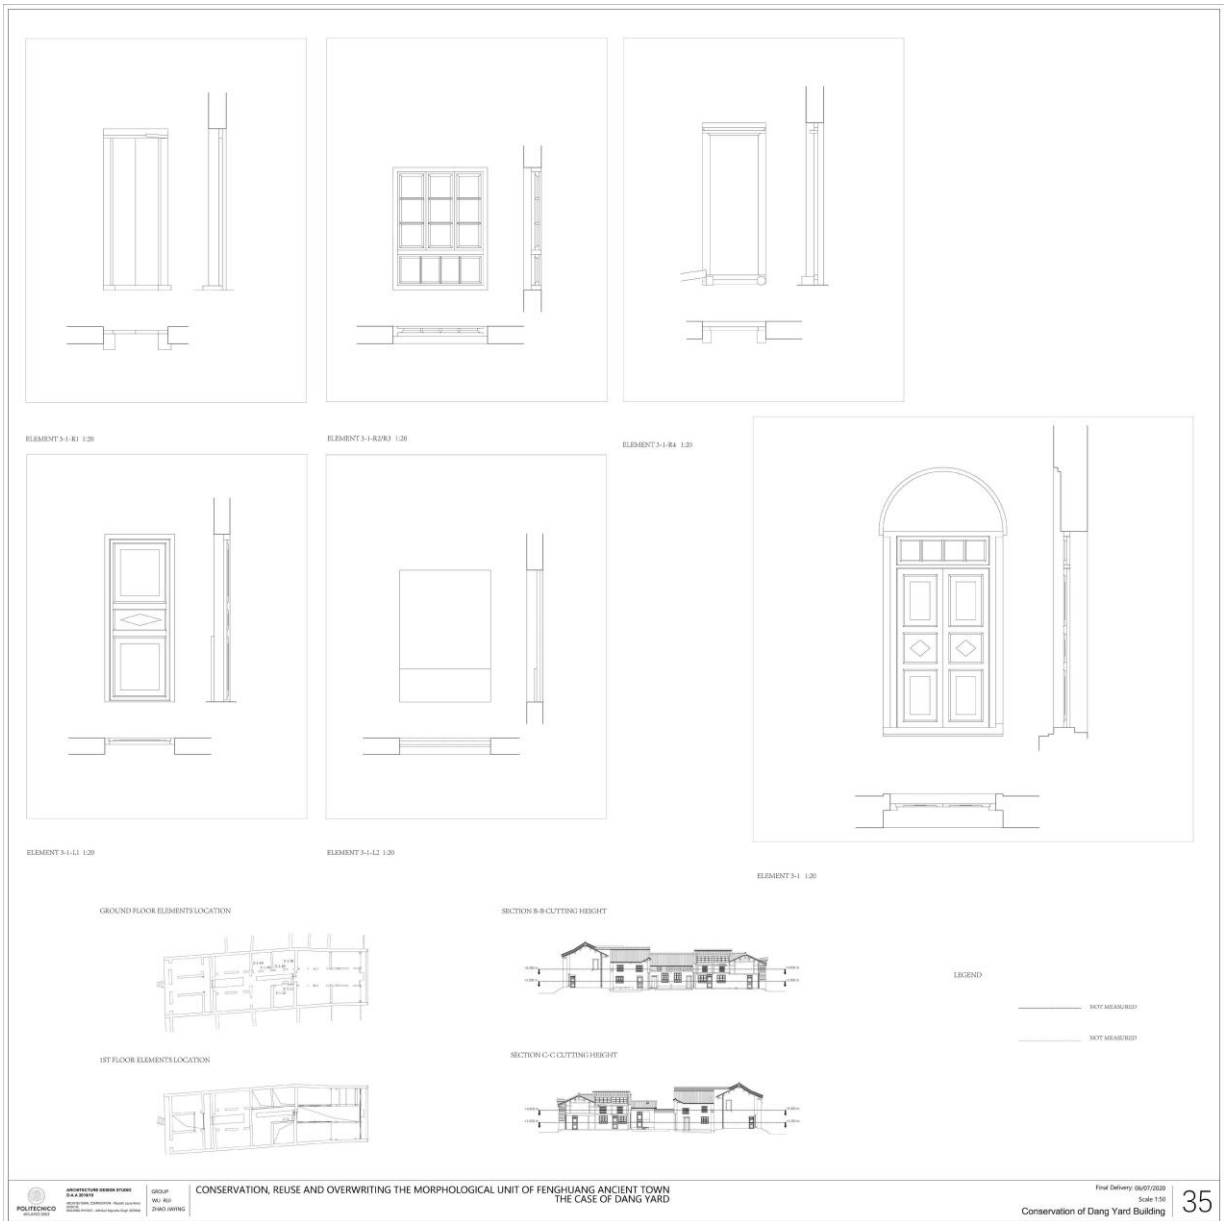 ELEMENT 3-1-R1 1:20
ELEMENT 3-1-R2/R3 1:20
ELEMENT 3-1-R4 1:20
ELEMENT 3-1-L1 1:20
ELEMENT 3-1-L2 1:20
ELEMENT 3-1 1:20
GROUND FLOOR ELEMENTS LOCATION
SECTION B-B CUTTING HEIGHT
LEGEND
NOT MEASURED
NOT MEASURED
1ST FLOOR ELEMENTS LOCATION
SECTION C-C CUTTING HEIGHT
POLITECNICO
MILANO 1863
ARCHITECTURE DESIGN STUDIO
GROUP
WU RUI
ZHAO JIAYING
CONSERVATION, REUSE AND OVERWRITING THE MORPHOLOGICAL UNIT OF FENGHUANG ANCIENT TOWN
THE CASE OF DANG YARD
Final Delivery: 06/07/2020
Scale 1:50
Conservation of Dang Yard Building
35